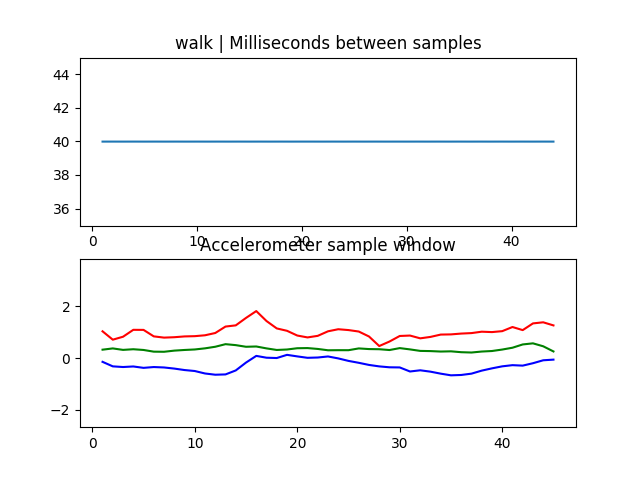 walk | Milliseconds between samples
44
42
40
38
36
0 10 20 30 40
Accelerometer sample window
2
0
−2
0 10 20 30 40